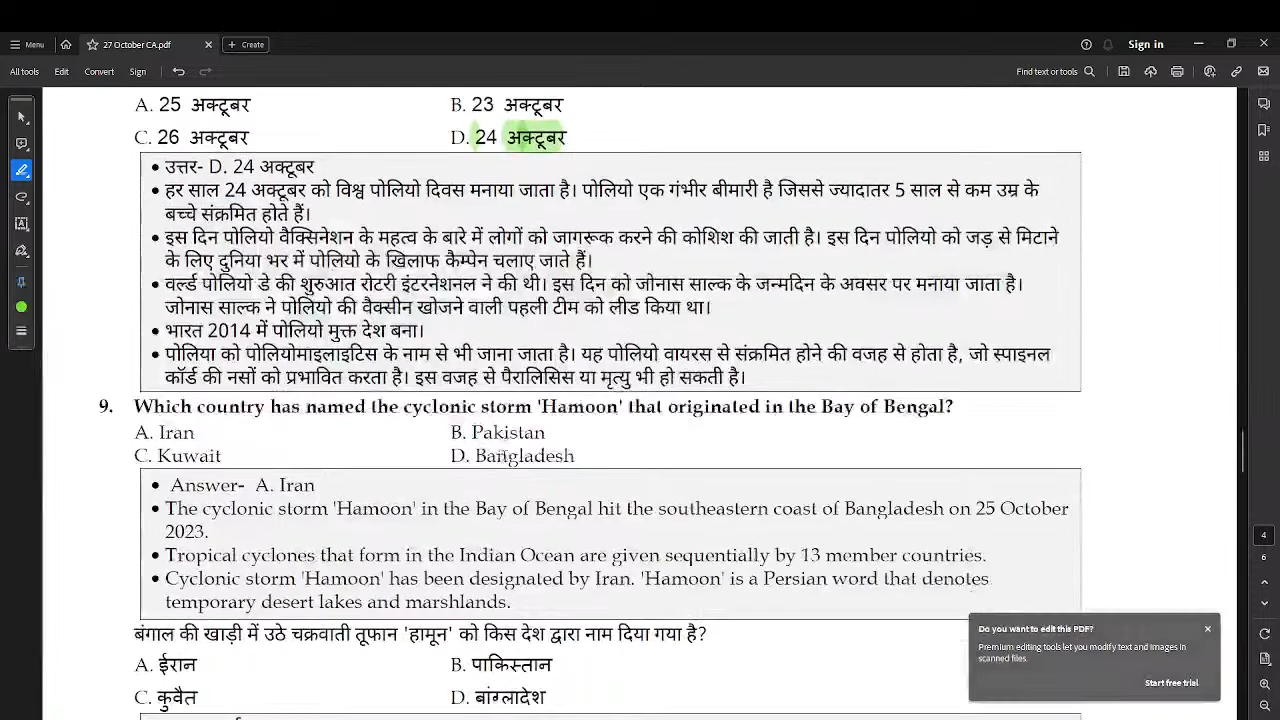 Menu
27 October CA.pdf
Create
Sign in
All tools
Edit
Convert
Sign
Find text or tools
A. 25 अक्टूबर B. 23 अक्टूबर
C. 26 अक्टूबर D. 24 अक्टूबर
• उत्तर- D. 24 अक्टूबर
• हर साल 24 अक्टूबर को विश्व पोलियो दिवस मनाया जाता है। पोलियो एक गंभीर बीमारी है जिससे ज्यादातर 5 साल से कम उम्र के
बच्चे संक्रमित होते हैं।
• इस दिन पोलियो वैक्सिनेशन के महत्व के बारे में लोगों को जागरूक करने की कोशिश की जाती है। इस दिन पोलियो को जड़ से मिटाने
के लिए दुनिया भर में पोलियो के खिलाफ कैम्पेन चलाए जाते हैं।
• वर्ल्ड पोलियो डे की शुरुआत रोटरी इंटरनेशनल ने की थी। इस दिन को जोनास साल्क के जन्मदिन के अवसर पर मनाया जाता है।
जोनास साल्क ने पोलियो की वैक्सीन खोजने वाली पहली टीम को लीड किया था।
• भारत 2014 में पोलियो मुक्त देश बना।
• पोलिया को पोलियोमाइलाइटिस के नाम से भी जाना जाता है। यह पोलियो वायरस से संक्रमित होने की वजह से होता है, जो स्पाइनल
कॉर्ड की नसों को प्रभावित करता है। इस वजह से पैरालिसिस या मृत्यु भी हो सकती है।
9. Which country has named the cyclonic storm 'Hamoon' that originated in the Bay of Bengal?
A. Iran B. Pakistan
C. Kuwait D. Bangladesh
• Answer- A. Iran
• The cyclonic storm 'Hamoon' in the Bay of Bengal hit the southeastern coast of Bangladesh on 25 October
2023.
• Tropical cyclones that form in the Indian Ocean are given sequentially by 13 member countries.
• Cyclonic storm 'Hamoon' has been designated by Iran. 'Hamoon' is a Persian word that denotes
temporary desert lakes and marshlands.
बंगाल की खाड़ी में उठे चक्रवाती तूफान 'हामून' को किस देश द्वारा नाम दिया गया है?
A. ईरान B. पाकिस्तान
C. कुवैत D. बांग्लादेश
4
6
Do you want to edit this PDF?
Premium editing tools let you modify text and images in
scanned files.
Start free trial